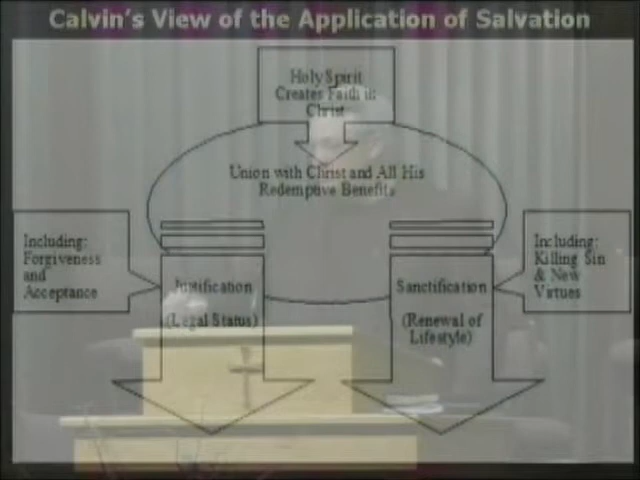 Calvin's View of the Application of Salvation
Holy Spirit
Creates Faith in
Christ
Union with Christ and All His
Redemptive Benefits
Including:
Forgiveness
and
Acceptance
Justification
(Legal Status)
Sanctification
(Renewal of
Lifestyle)
Including:
Killing Sin
& New
Virtues